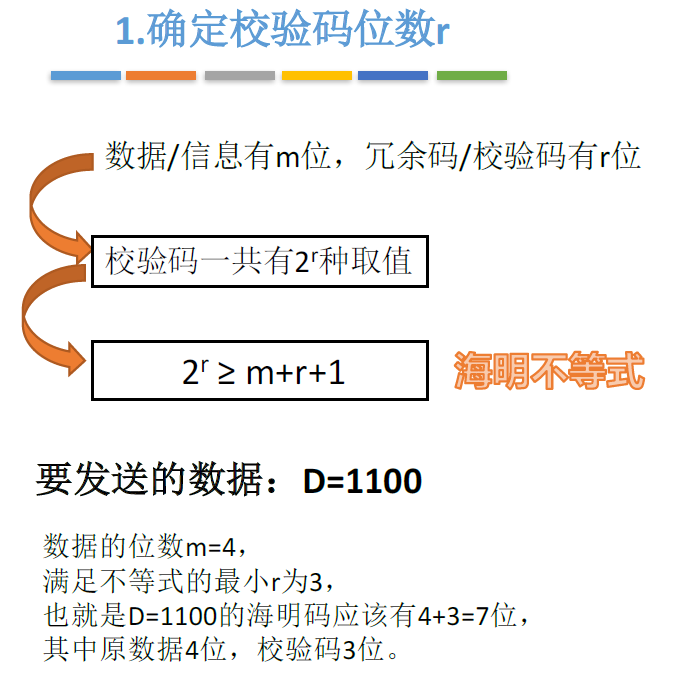 1.确定校验码位数r
数据/信息有m位，冗余码/校验码有r位
校验码一共有2ʳ种取值
2ʳ ≥ m+r+1
海明不等式
要发送的数据：D=1100
数据的位数m=4，
满足不等式的最小r为3，
也就是D=1100的海明码应该有4+3=7位，
其中原数据4位，校验码3位。